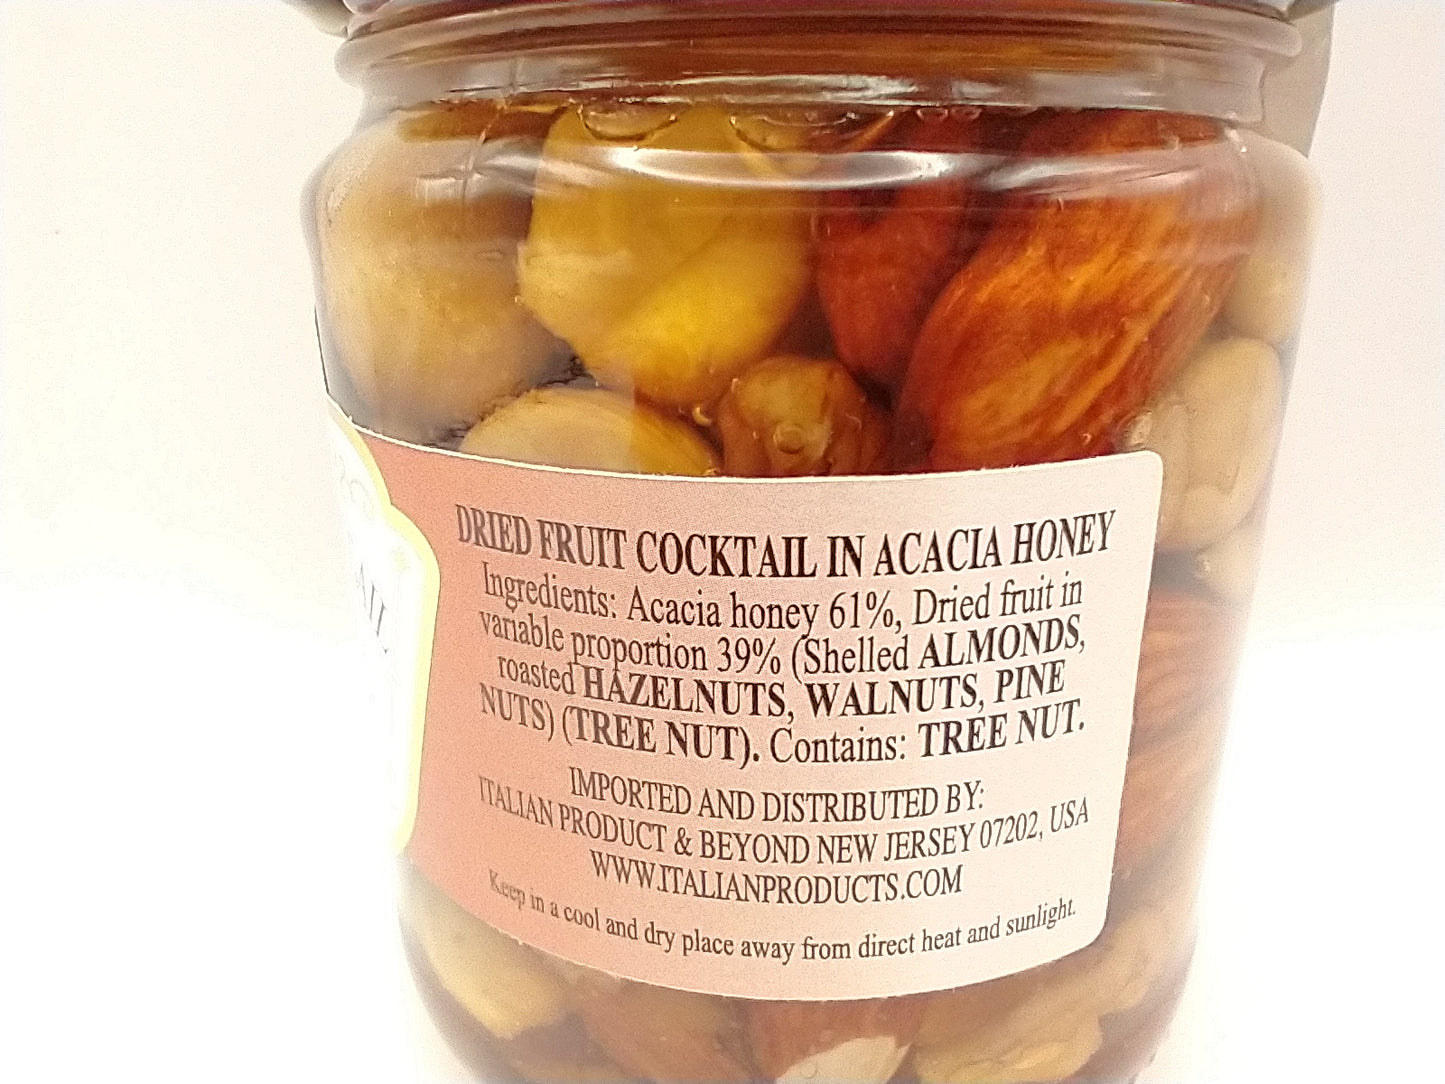 DRIED FRUIT COCKTAIL IN ACACIA HONEY
Ingredients: Acacia honey 61%, Dried fruit in
variable proportion 39% (Shelled ALMONDS,
roasted HAZELNUTS, WALNUTS, PINE
NUTS) (TREE NUT). Contains: TREE NUT.
IMPORTED AND DISTRIBUTED BY:
ITALIAN PRODUCT & BEYOND NEW JERSEY 07202, USA
WWW.ITALIANPRODUCTS.COM
Keep in a cool and dry place away from direct heat and sunlight.